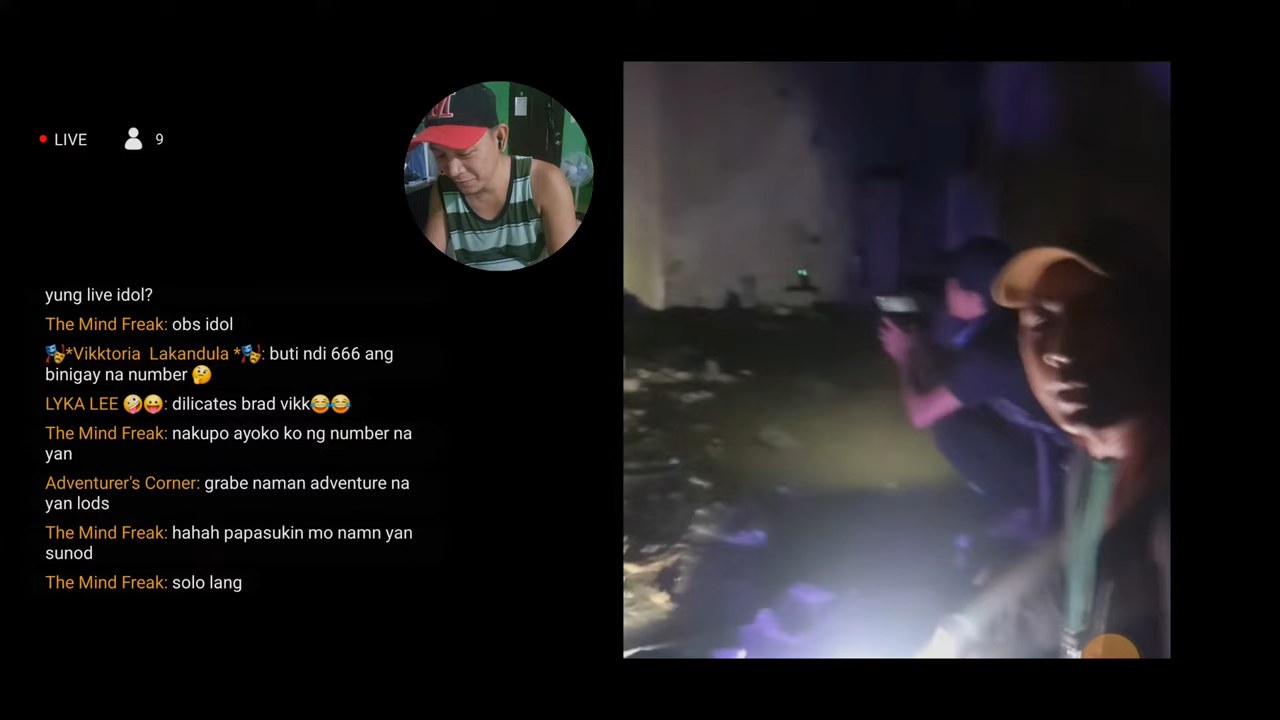 LIVE 9
yung live idol?
The Mind Freak: obs idol
🎭*Vikktoria Lakandula *🎭: buti ndi 666 ang
binigay na number 🤔
LYKA LEE 🤪😛: dilicates brad vikk😂😂
The Mind Freak: nakupo ayoko ko ng number na
yan
Adventurer's Corner: grabe naman adventure na
yan lods
The Mind Freak: hahah papasukin mo namn yan
sunod
The Mind Freak: solo lang